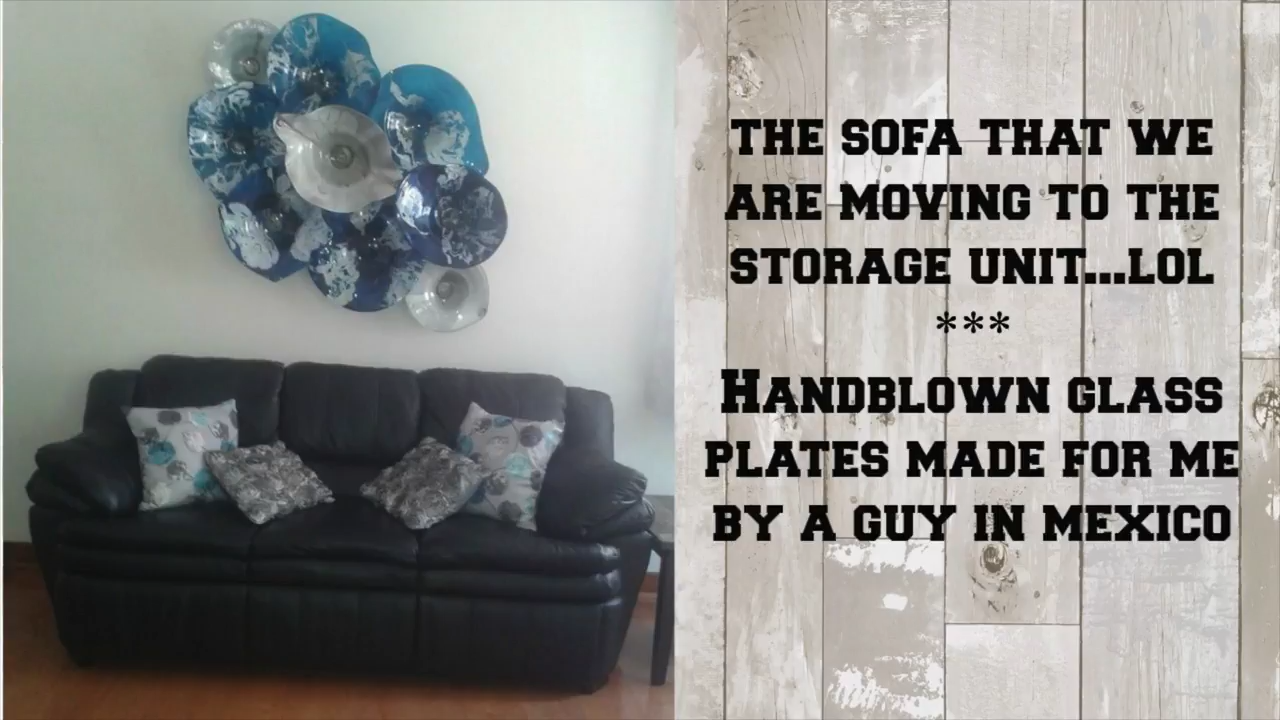 THE SOFA THAT WE
ARE MOVING TO THE
STORAGE UNIT...LOL
***
HANDBLOWN GLASS
PLATES MADE FOR ME
BY A GUY IN MEXICO